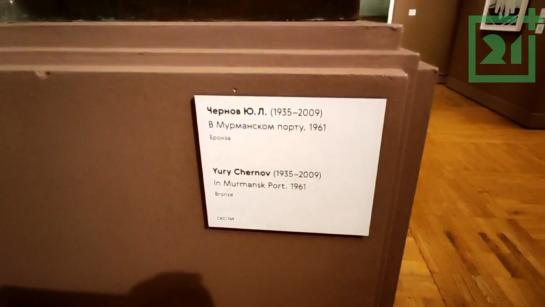 21+
Чернов Ю. Л. (1935–2009)
В Мурманском порту. 1961
Бронза
Yury Chernov (1935–2009)
In Murmansk Port. 1961
Bronze